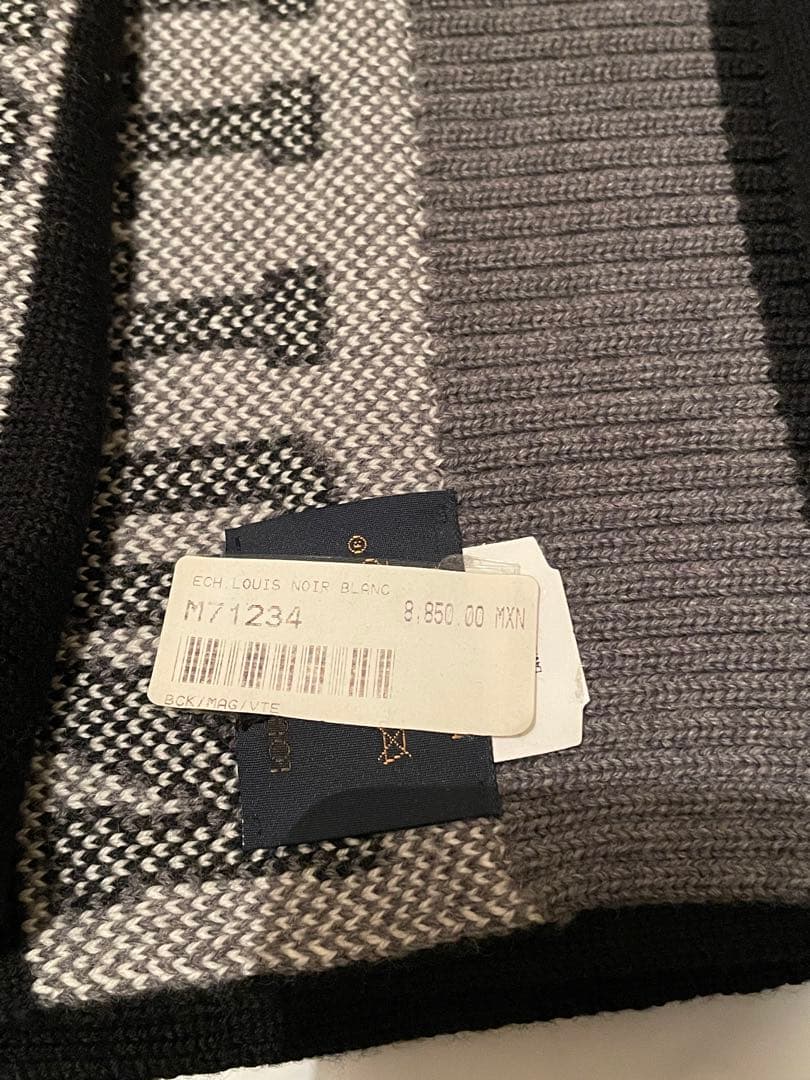 ECH.LOUIS NOIR BLANC
M71234 8,850.00 MXN
BCK/MAG/VTE